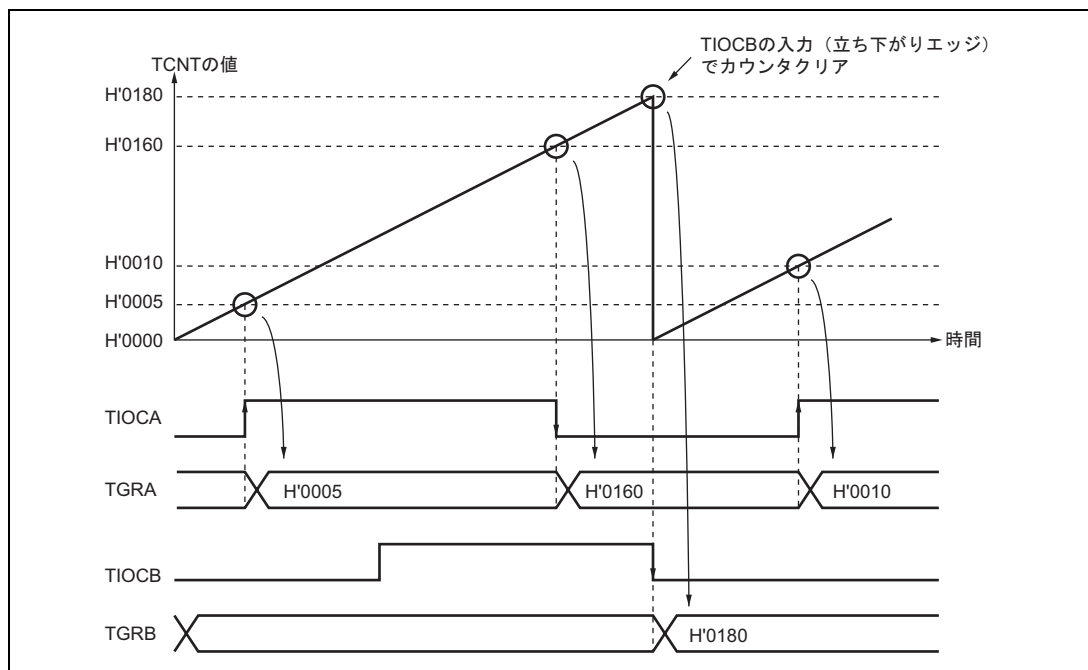 TIOCBの入力（立ち下がりエッジ）
でカウンタクリア
TCNTの値
H'0180
H'0160
H'0010
H'0005
H'0000
時間
TIOCA
TGRA
H'0005
H'0160
H'0010
TIOCB
TGRB
H'0180